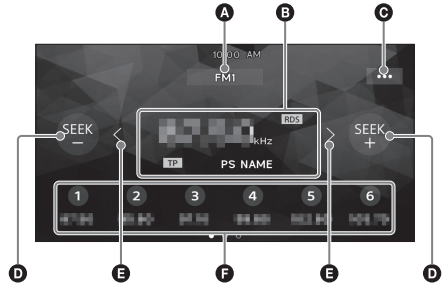 A B C
10:00 AM
FM1
RDS
D SEEK − < kHz > SEEK + D
TP PS NAME
E E
1 2 3 4 5 6
F